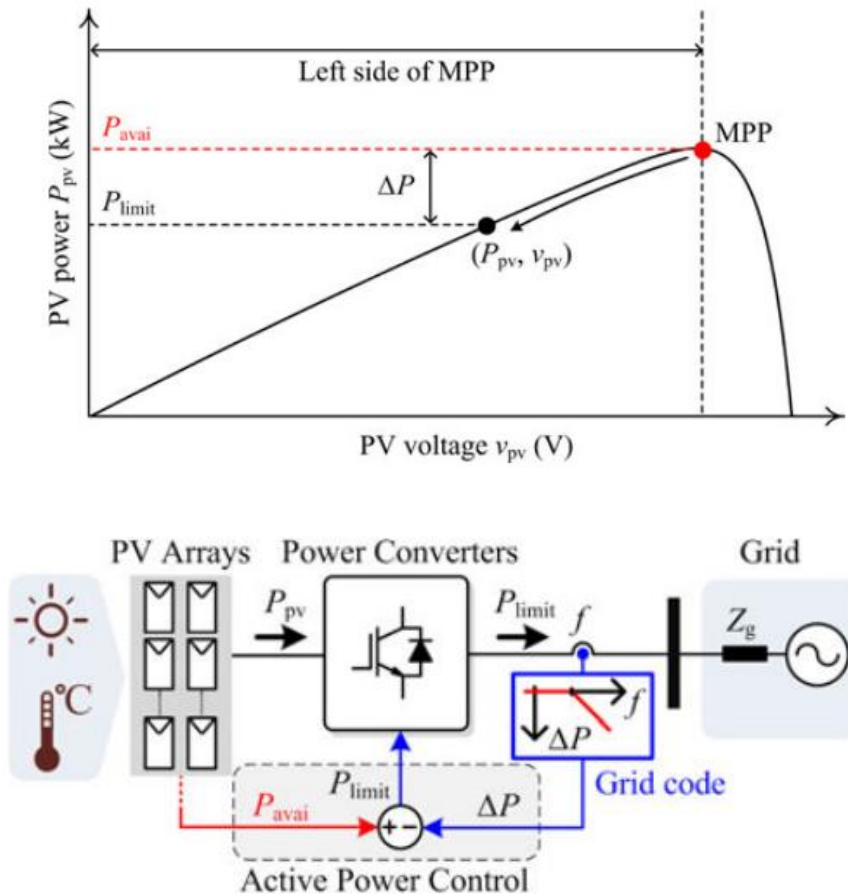 Left side of MPP
PV power P_pv (kW)
P_avai
MPP
ΔP
P_limit
(P_pv, v_pv)
PV voltage v_pv (V)
PV Arrays
Power Converters
Grid
P_pv
P_limit
f
Z_g
°C
f
ΔP
Grid code
P_limit
P_avai
+ −
ΔP
Active Power Control